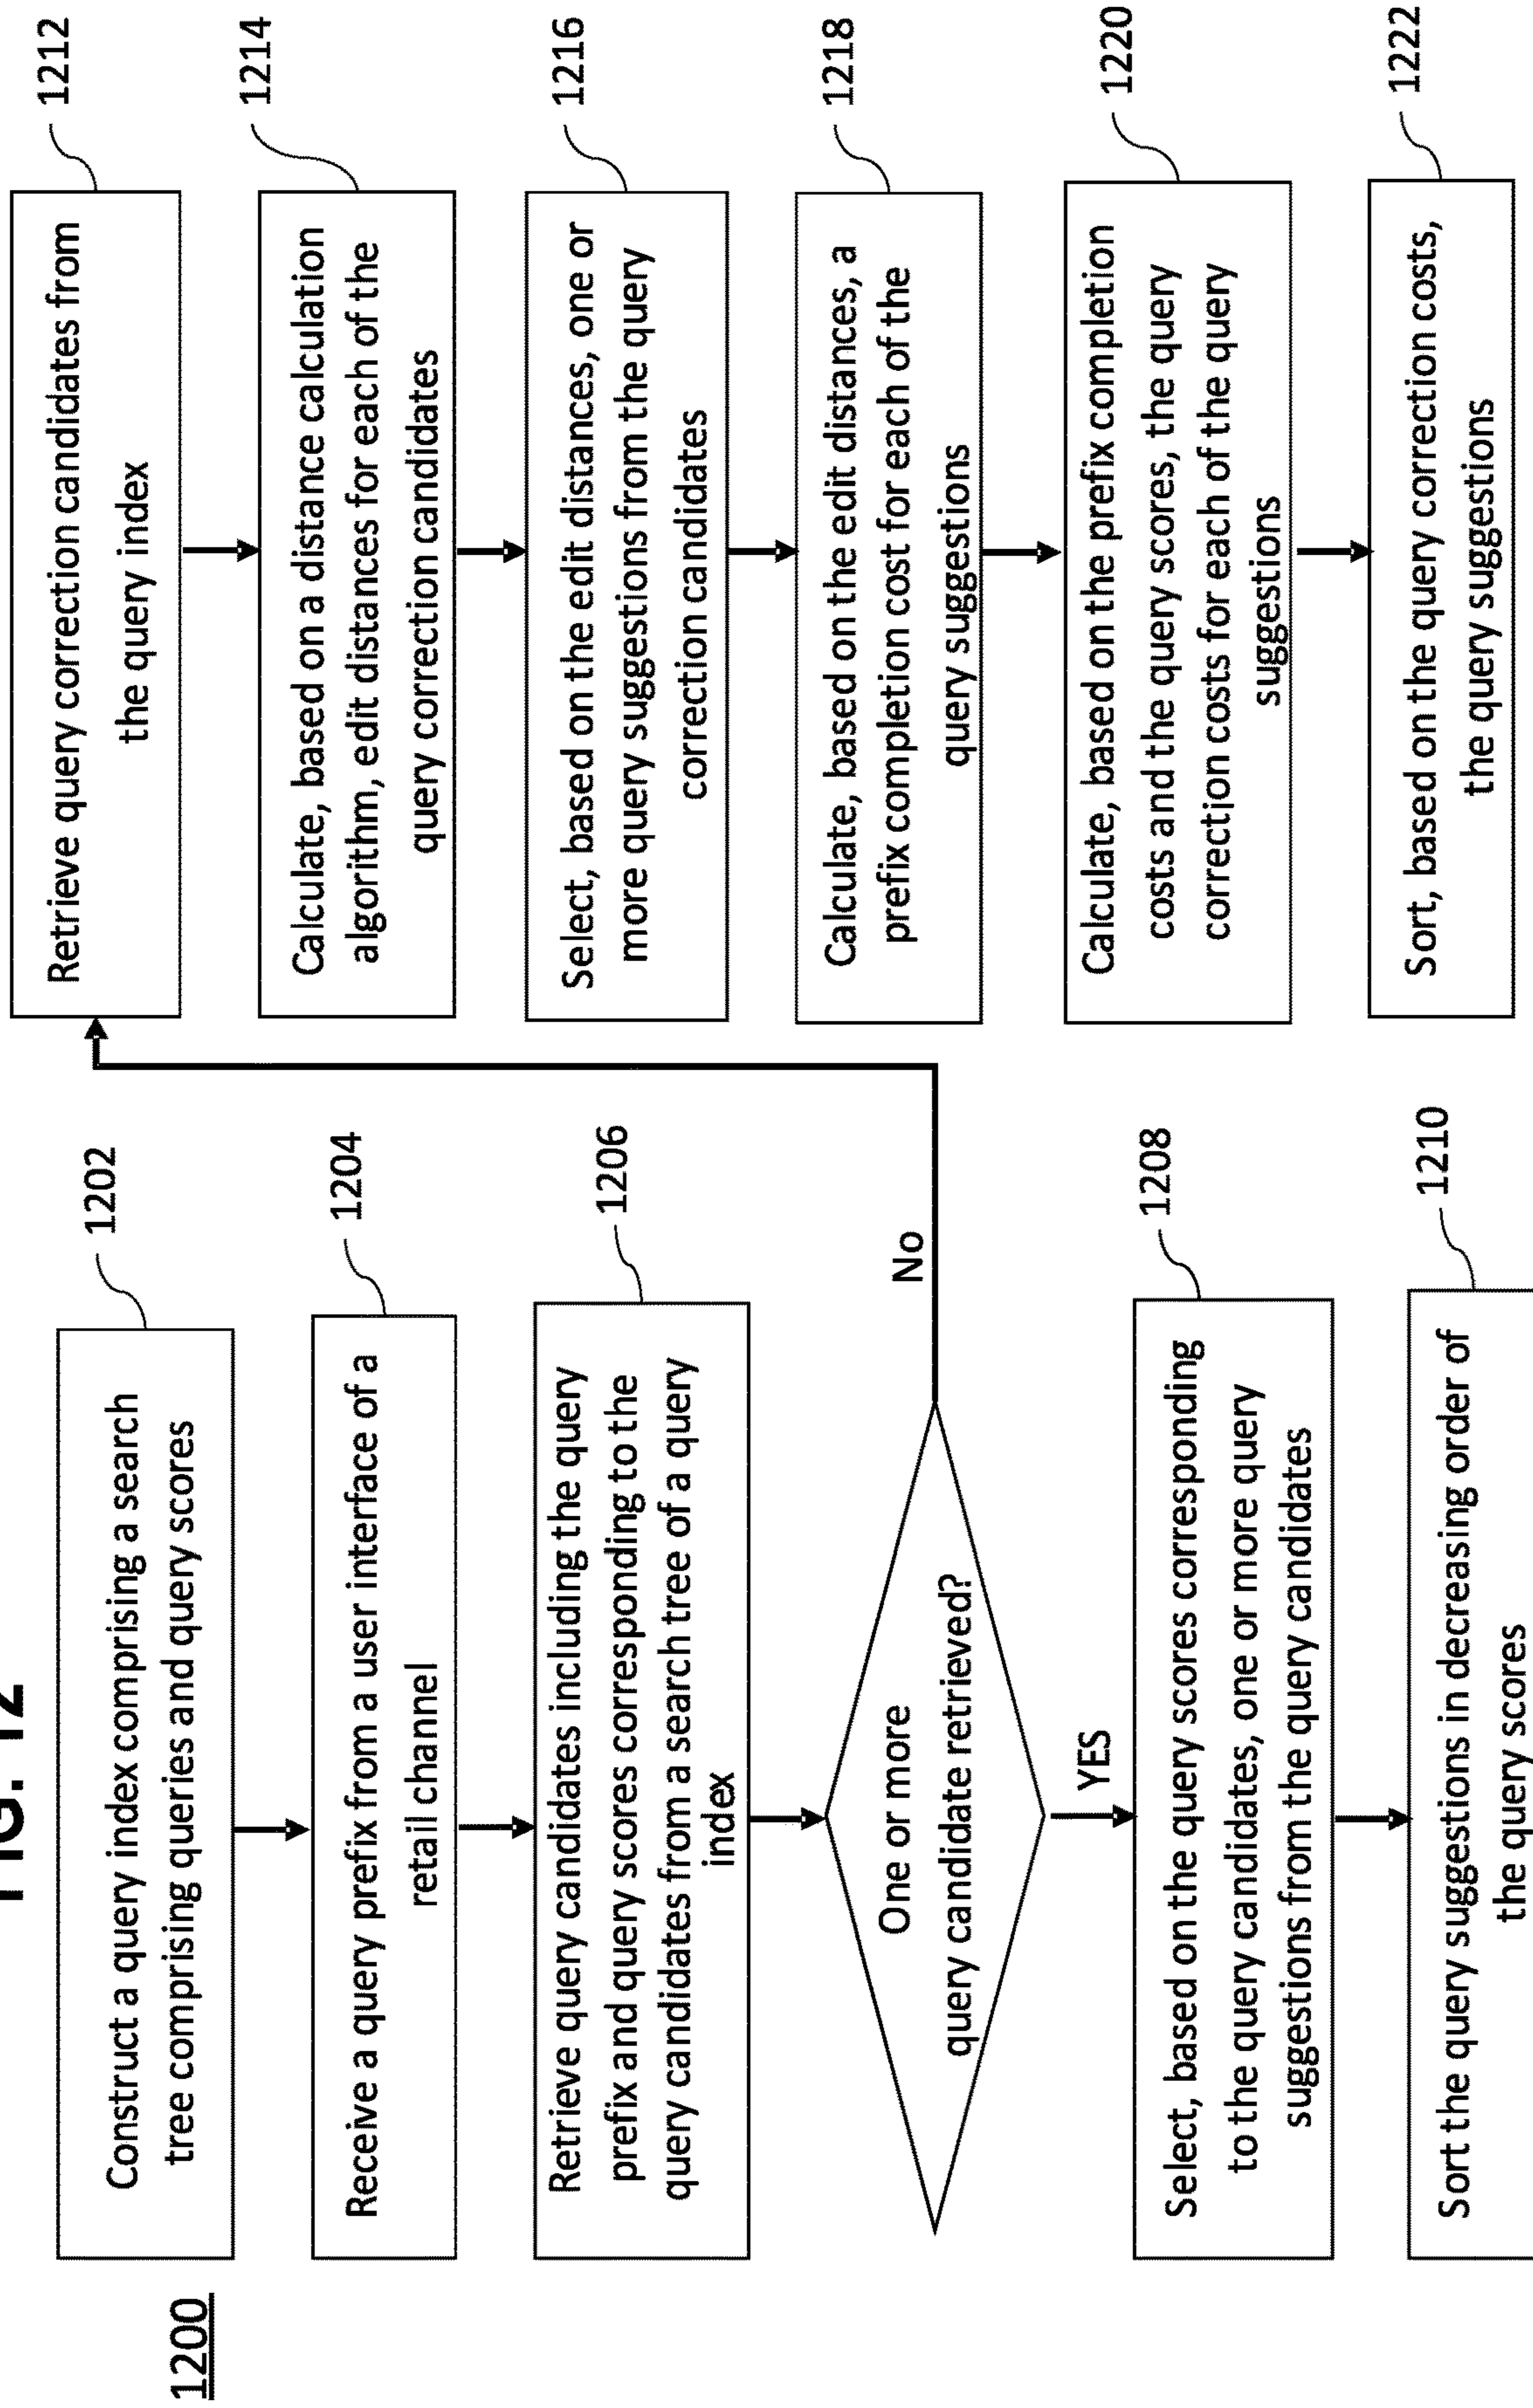 FIG. 12
1200
Construct a query index comprising a search
tree comprising queries and query scores
1202
Receive a query prefix from a user interface of a
retail channel
1204
Retrieve query candidates including the query
prefix and query scores corresponding to the
query candidates from a search tree of a query
index
1206
One or more
query candidate retrieved?
No
YES
Select, based on the query scores corresponding
to the query candidates, one or more query
suggestions from the query candidates
1208
Sort the query suggestions in decreasing order of
the query scores
1210
Retrieve query correction candidates from
the query index
1212
Calculate, based on a distance calculation
algorithm, edit distances for each of the
query correction candidates
1214
Select, based on the edit distances, one or
more query suggestions from the query
correction candidates
1216
Calculate, based on the edit distances, a
prefix completion cost for each of the
query suggestions
1218
Calculate, based on the prefix completion
costs and the query scores, the query
correction costs for each of the query
suggestions
1220
Sort, based on the query correction costs,
the query suggestions
1222